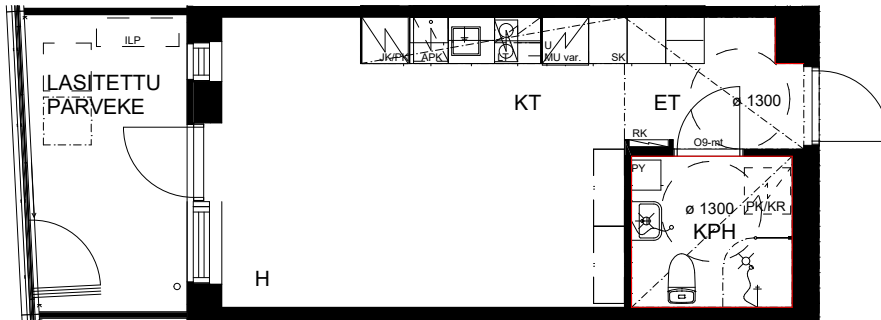 ILP
LASITETTU
PARVEKE
JK/PK
APK
U
MU var.
SK
KT
ET
ø 1300
RK
O9-mt
PY
ø 1300
PK/KR
KPH
H